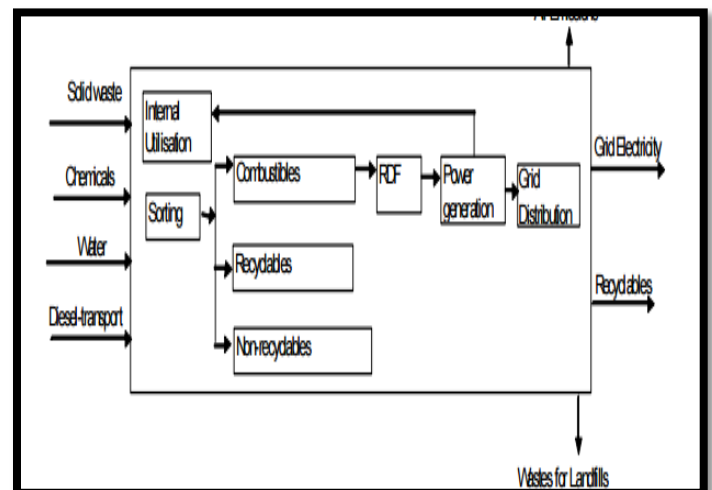 Solid waste
Chemicals
Water
Diesel-transport
Internal
Utilisation
Sorting
Combustibles
Recyclables
Non-recyclables
RDF
Power
generation
Grid
Distribution
Grid Electricity
Recyclables
Wastes for Landfills